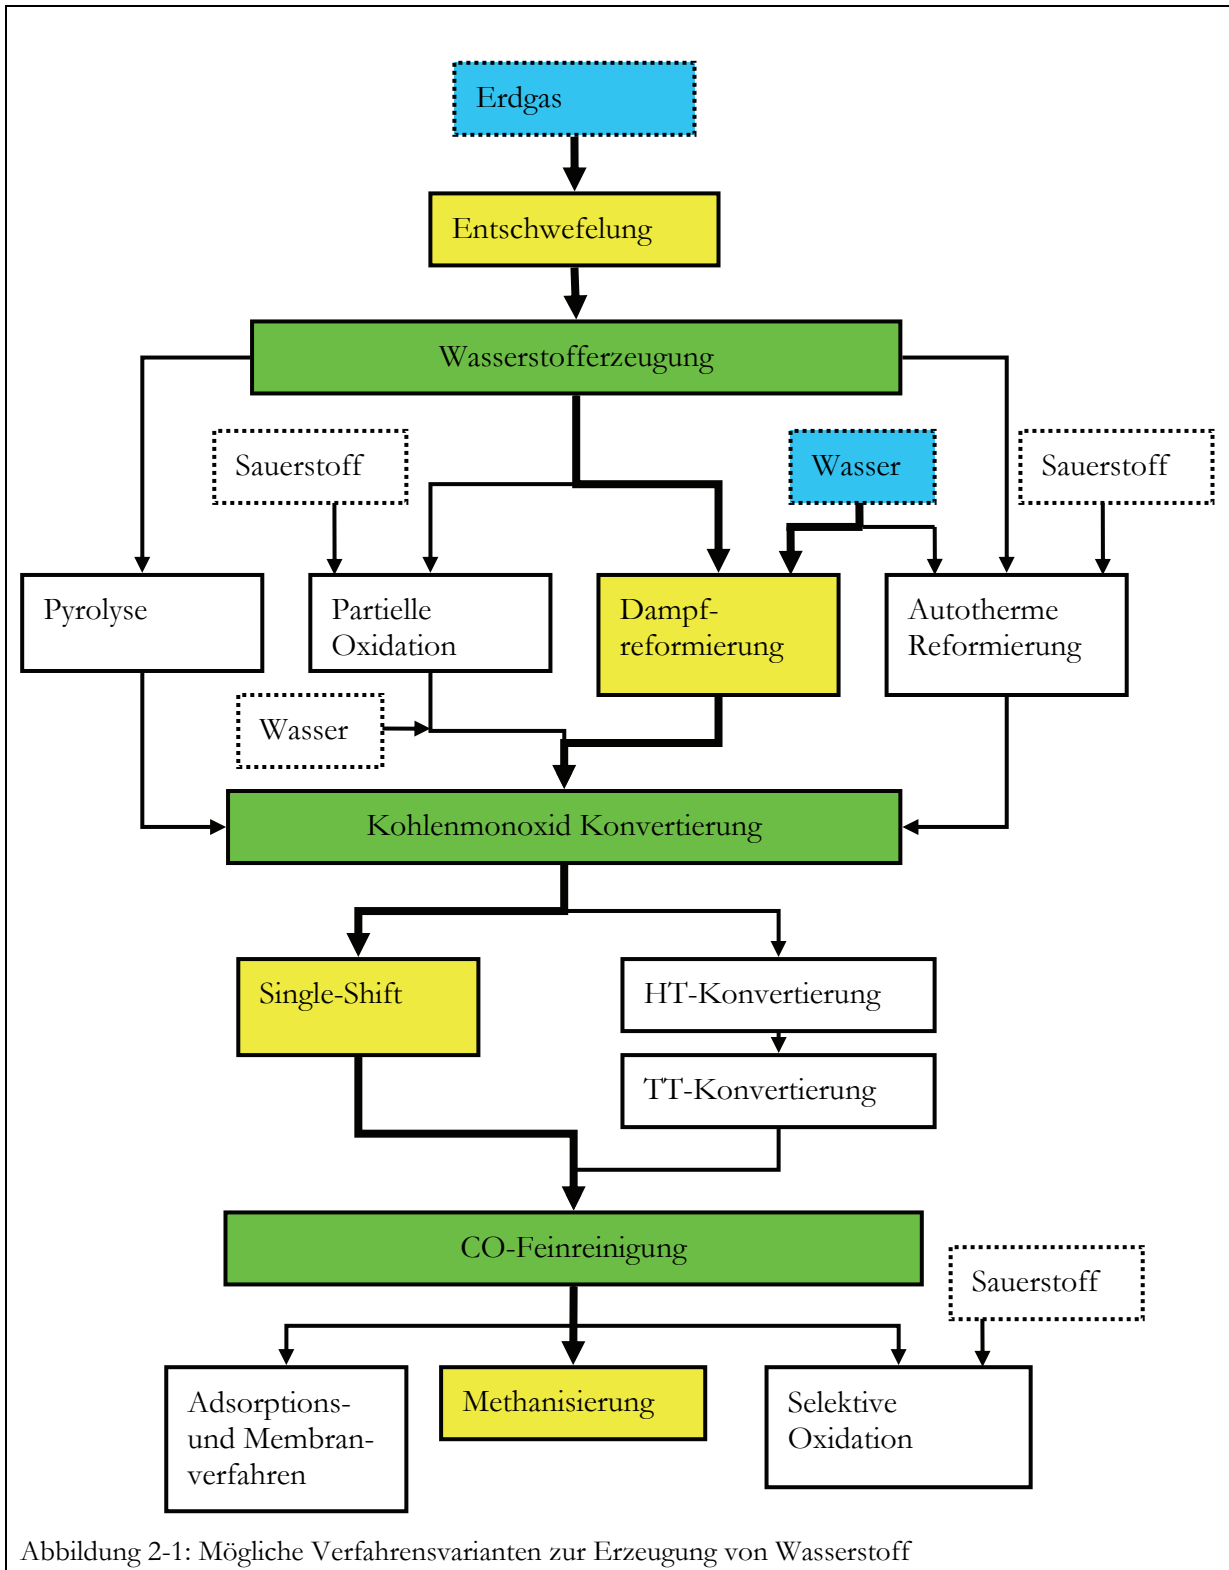 Erdgas
Entschwefelung
Wasserstofferzeugung
Sauerstoff
Wasser
Sauerstoff
Pyrolyse
Partielle
Oxidation
Dampf-
reformierung
Autotherme
Reformierung
Wasser
Kohlenmonoxid Konvertierung
Single-Shift
HT-Konvertierung
TT-Konvertierung
CO-Feinreinigung
Sauerstoff
Adsorptions-
und Membran-
verfahren
Methanisierung
Selektive
Oxidation
Abbildung 2-1: Mögliche Verfahrensvarianten zur Erzeugung von Wasserstoff